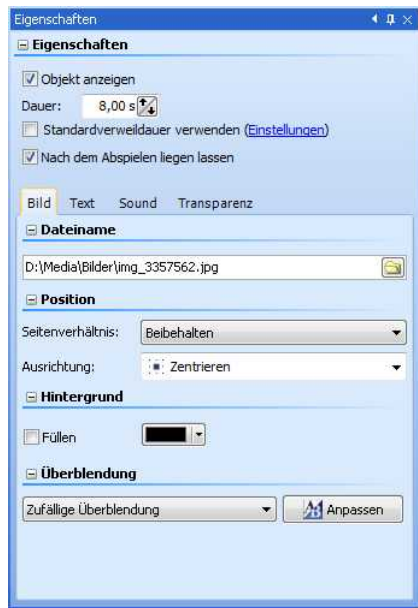 Eigenschaften
Eigenschaften
Objekt anzeigen
Dauer: 8,00 s
Standardverweildauer verwenden (Einstellungen)
Nach dem Abspielen liegen lassen
Bild Text Sound Transparenz
Dateiname
D:\Media\Bilder\img_3357562.jpg
Position
Seitenverhältnis: Beibehalten
Ausrichtung: Zentrieren
Hintergrund
Füllen
Überblendung
Zufällige Überblendung Anpassen